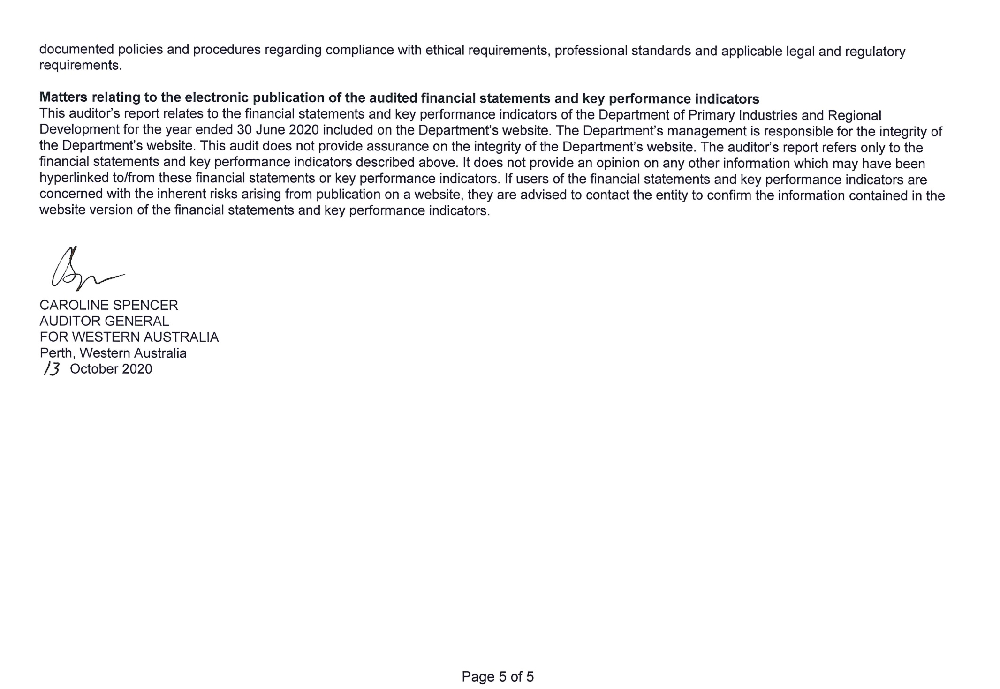 documented policies and procedures regarding compliance with ethical requirements, professional standards and applicable legal and regulatory
requirements.
Matters relating to the electronic publication of the audited financial statements and key performance indicators
This auditor’s report relates to the financial statements and key performance indicators of the Department of Primary Industries and Regional
Development for the year ended 30 June 2020 included on the Department’s website. The Department’s management is responsible for the integrity of
the Department’s website. This audit does not provide assurance on the integrity of the Department’s website. The auditor’s report refers only to the
financial statements and key performance indicators described above. It does not provide an opinion on any other information which may have been
hyperlinked to/from these financial statements or key performance indicators. If users of the financial statements and key performance indicators are
concerned with the inherent risks arising from publication on a website, they are advised to contact the entity to confirm the information contained in the
website version of the financial statements and key performance indicators.
CAROLINE SPENCER
AUDITOR GENERAL
FOR WESTERN AUSTRALIA
Perth, Western Australia
13 October 2020
Page 5 of 5